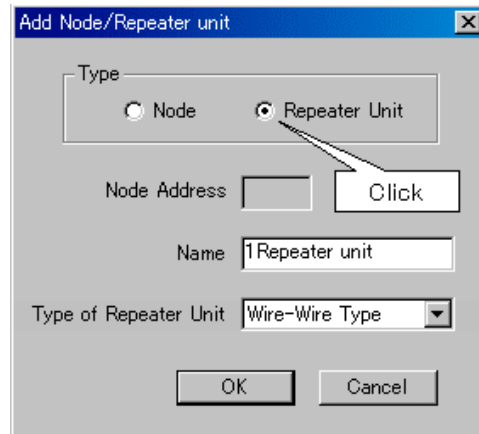 Add Node/Repeater unit
Type
Node Repeater Unit
Node Address
Click
Name 1Repeater unit
Type of Repeater Unit Wire-Wire Type
OK Cancel